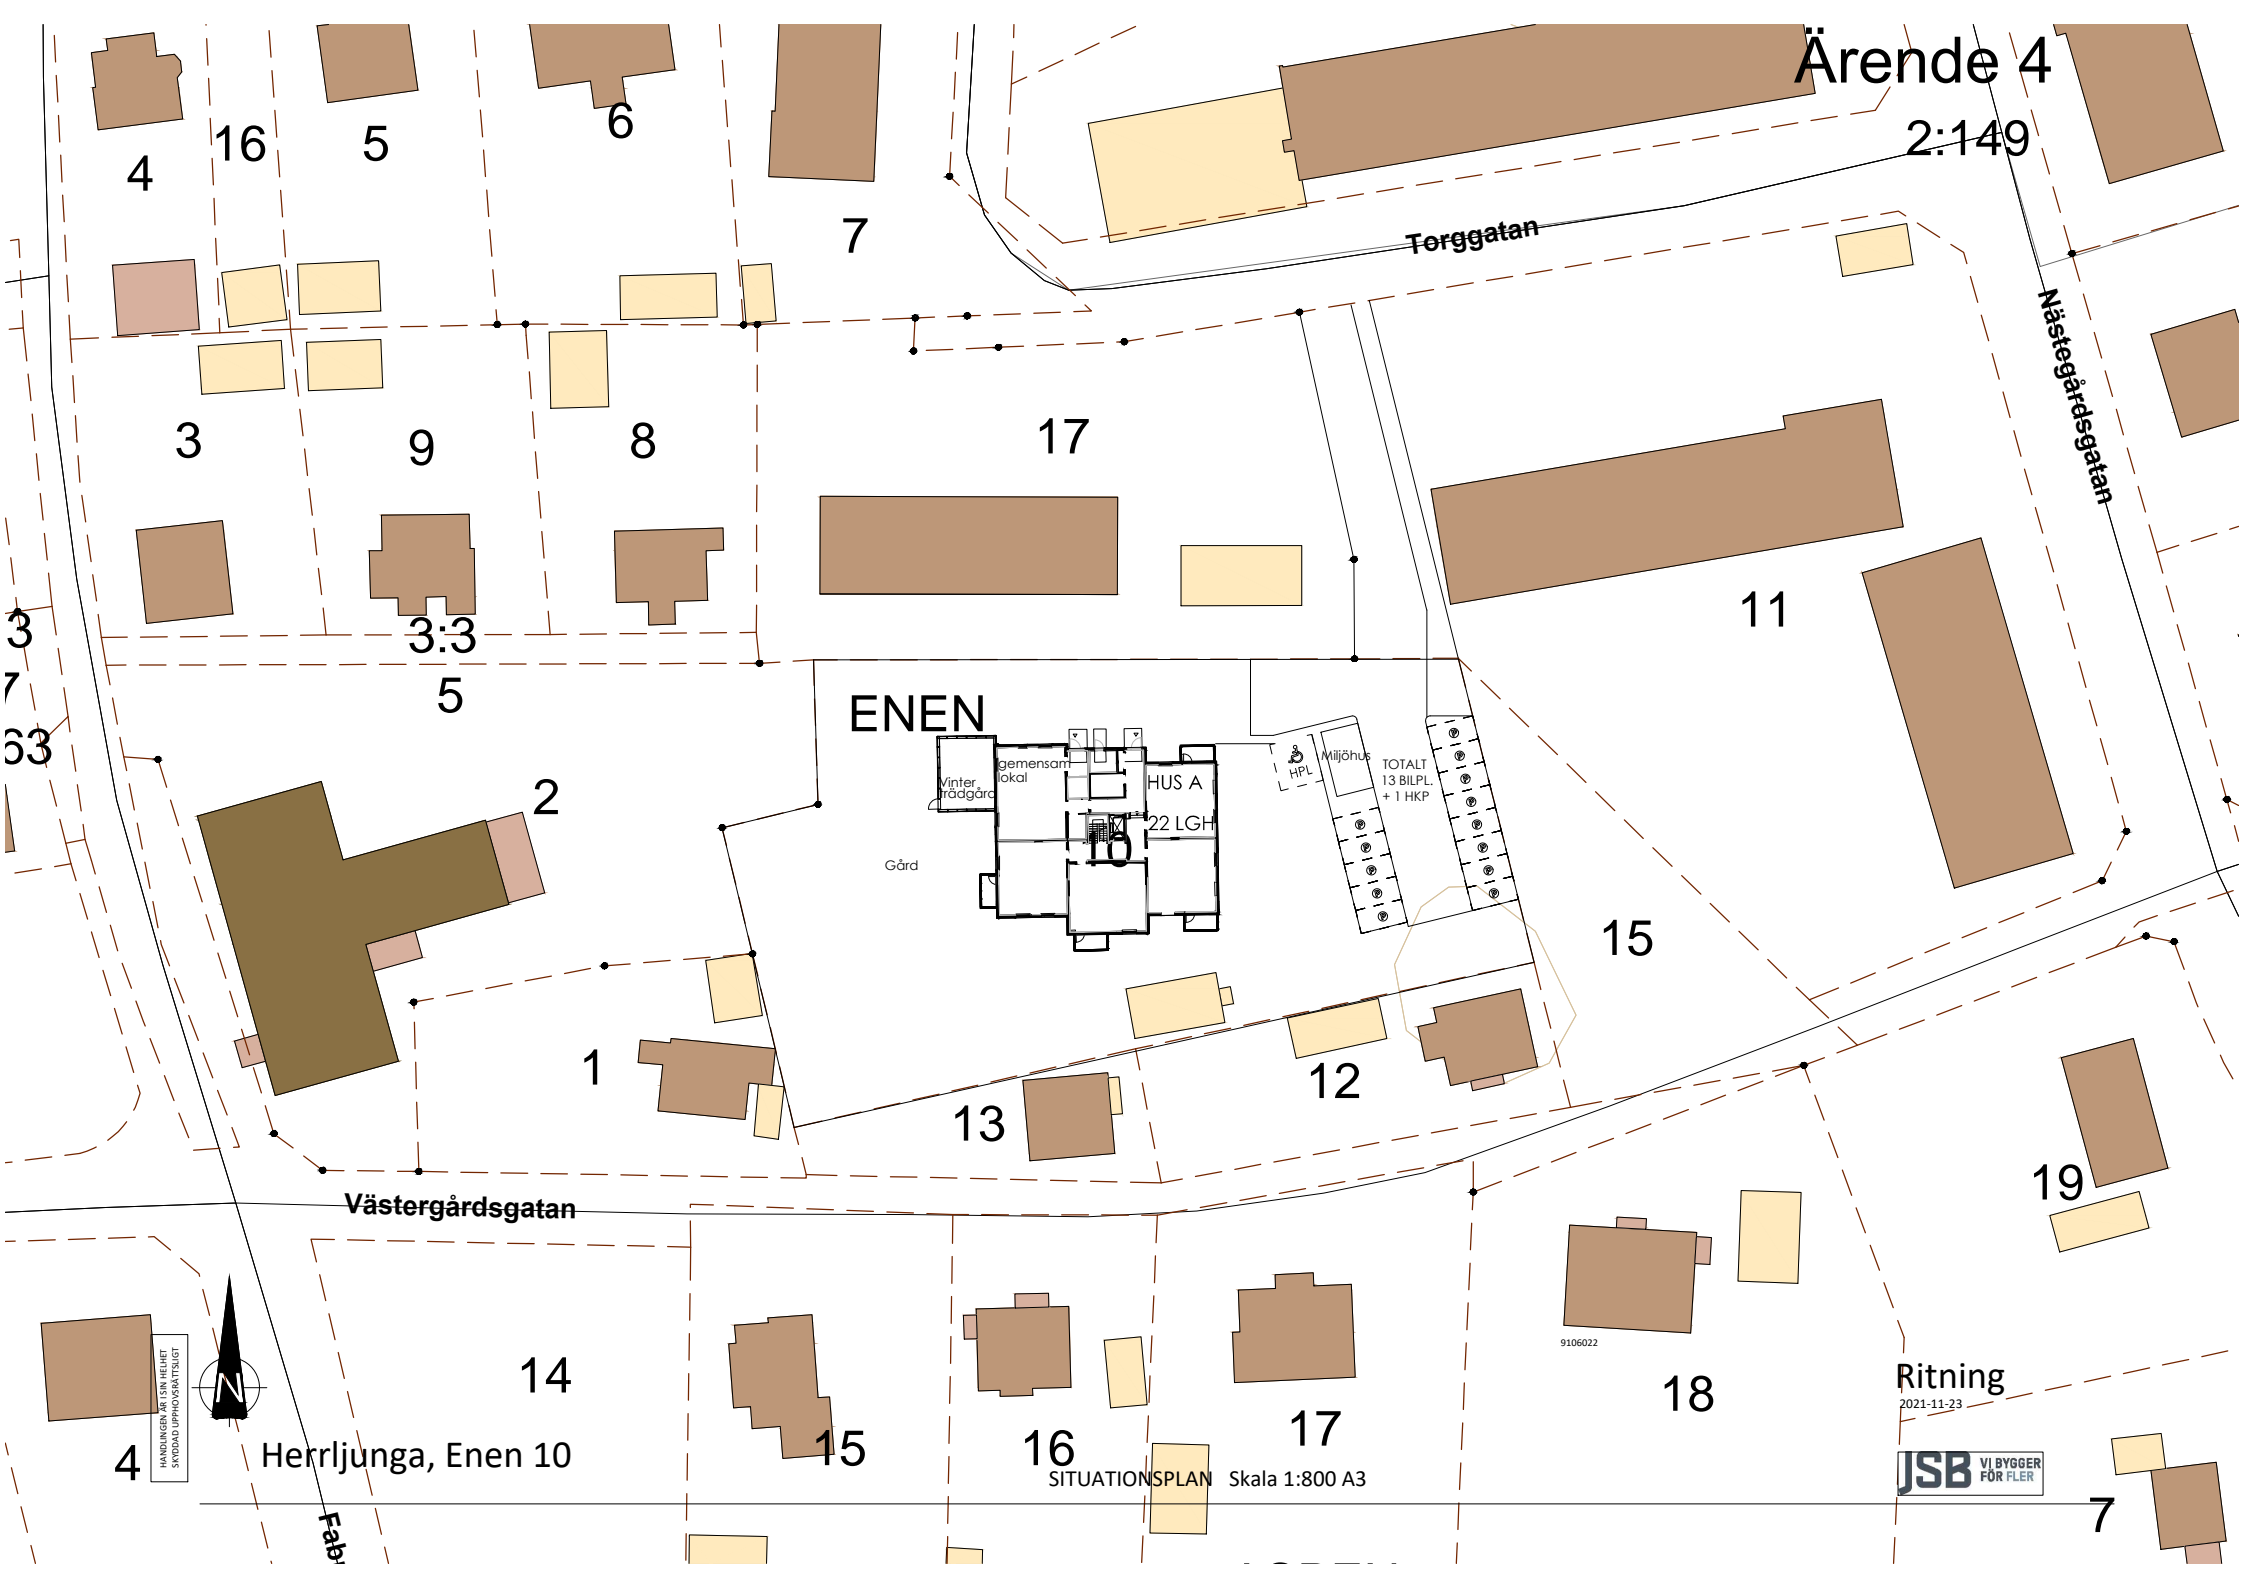 Ärende 4
2:149
4
16
5
6
7
Torggatan
Nästegårdsgatan
3
9
8
17
11
3:3
5
3
7
63
ENEN
2
Vinter
trädgård
gemensam
lokal
HUS A
22 LGH
HPL
Miljöhus
TOTALT
13 BILPL.
+ 1 HKP
Gård
15
1
13
12
19
Västergårdsgatan
14
15
16
17
18
9106022
4
HANDLINGEN ÄR I SIN HELHET
SKYDDAD UPPHOVSRÄTTSLIGT
N
Herrljunga, Enen 10
SITUATIONSPLAN Skala 1:800 A3
Ritning
2021-11-23
JSB VI BYGGER
FÖR FLER
7